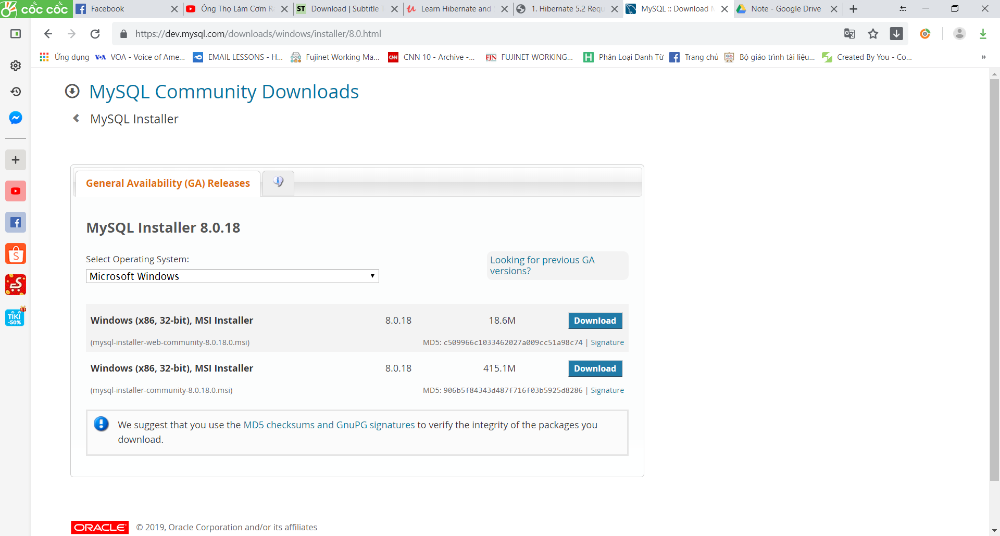 cốc cốc
Facebook
Ông Thọ Làm Cơm
Download | Subtitle
Learn Hibernate and
1. Hibernate 5.2 Requ
MySQL :: Download
Note - Google Drive
https://dev.mysql.com/downloads/windows/installer/8.0.html
Ứng dụng
VOA - Voice of Ame...
EMAIL LESSONS - H...
Fujinet Working Ma...
CNN 10 - Archive -...
FUJINET WORKING...
Phân Loại Danh Từ
Trang chủ
Bộ giáo trình tài liệu...
Created By You - Co...
»
MySQL Community Downloads
MySQL Installer
General Availability (GA) Releases
MySQL Installer 8.0.18
Select Operating System:
Microsoft Windows
Looking for previous GA
versions?
Windows (x86, 32-bit), MSI Installer 8.0.18 18.6M Download
(mysql-installer-web-community-8.0.18.0.msi) MD5: c509966c1033462027a009cc51a98c74 | Signature
Windows (x86, 32-bit), MSI Installer 8.0.18 415.1M Download
(mysql-installer-community-8.0.18.0.msi) MD5: 906b5f84343d487f716f03b5925d8286 | Signature
We suggest that you use the MD5 checksums and GnuPG signatures to verify the integrity of the packages you
download.
TIKI
-50%
ORACLE © 2019, Oracle Corporation and/or its affiliates